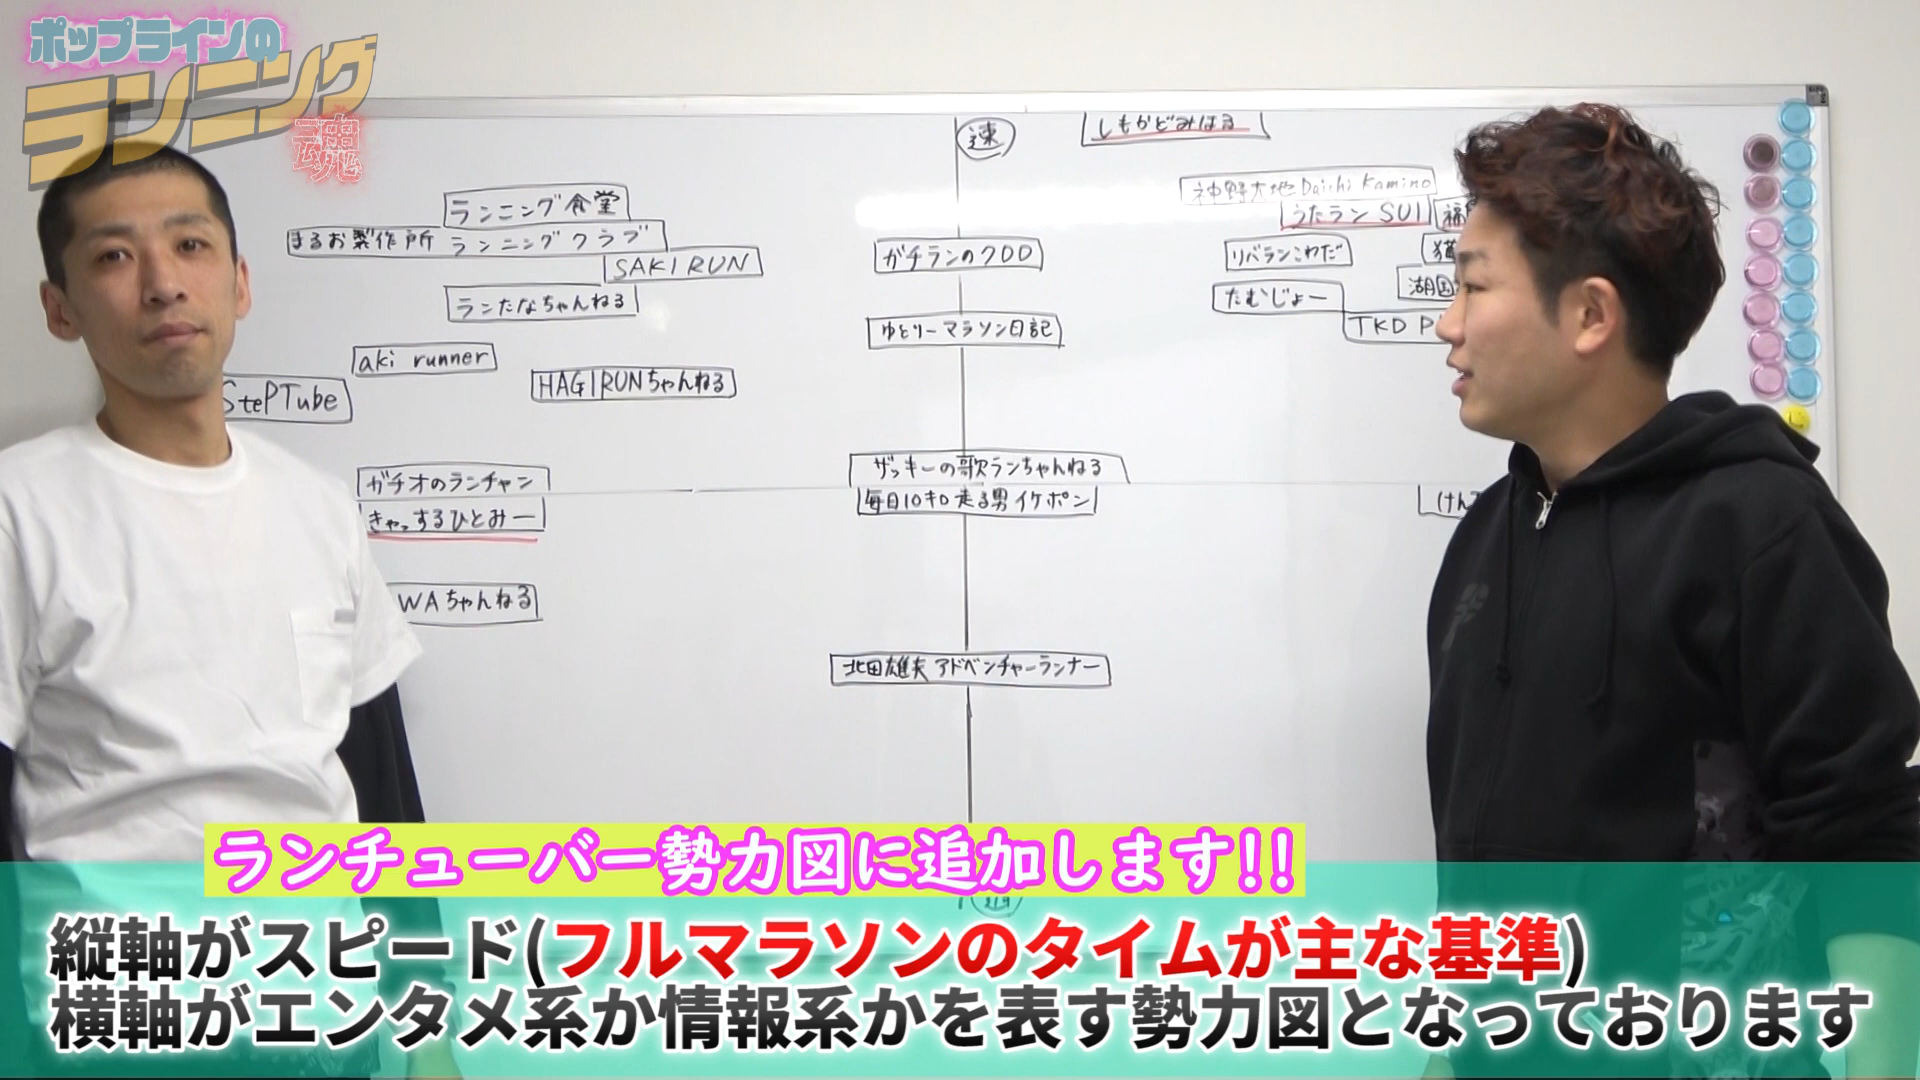 ポップラインの
ランニング
魂
速
しもかどみはる
神野大地 Daichi Kamino
うたラン SUI
ランニング食堂
まるお製作所 ランニングクラブ
SAKI RUN
ガチランのクロロ
リバランこわだ
ランたなちゃんねる
たむじょー
ゆとりーマラソン日記
TKD
aki runner
HAGIRUNちゃんねる
StePTube
ザッキーの歌ランちゃんねる
毎日10キロ走る男イケポン
ガチオのランチャン
きゃっするひとみー
WAちゃんねる
北田雄夫 アドベンチャーランナー
ランチューバー勢力図に追加します!!
縦軸がスピード(フルマラソンのタイムが主な基準)
横軸がエンタメ系か情報系かを表す勢力図となっております